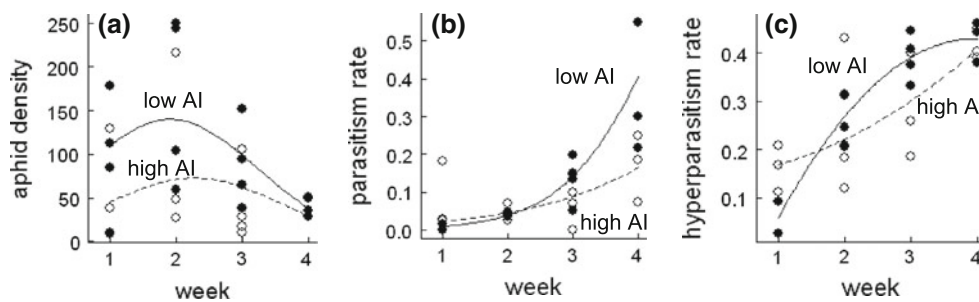 (a)
aphid density
250
200
150
100
50
0
low AI
high AI
1 2 3 4
week
(b)
parasitism rate
0.5
0.4
0.3
0.2
0.1
0.0
low AI
high AI
1 2 3 4
week
(c)
hyperparasitism rate
0.4
0.3
0.2
0.1
low AI
high AI
1 2 3 4
week